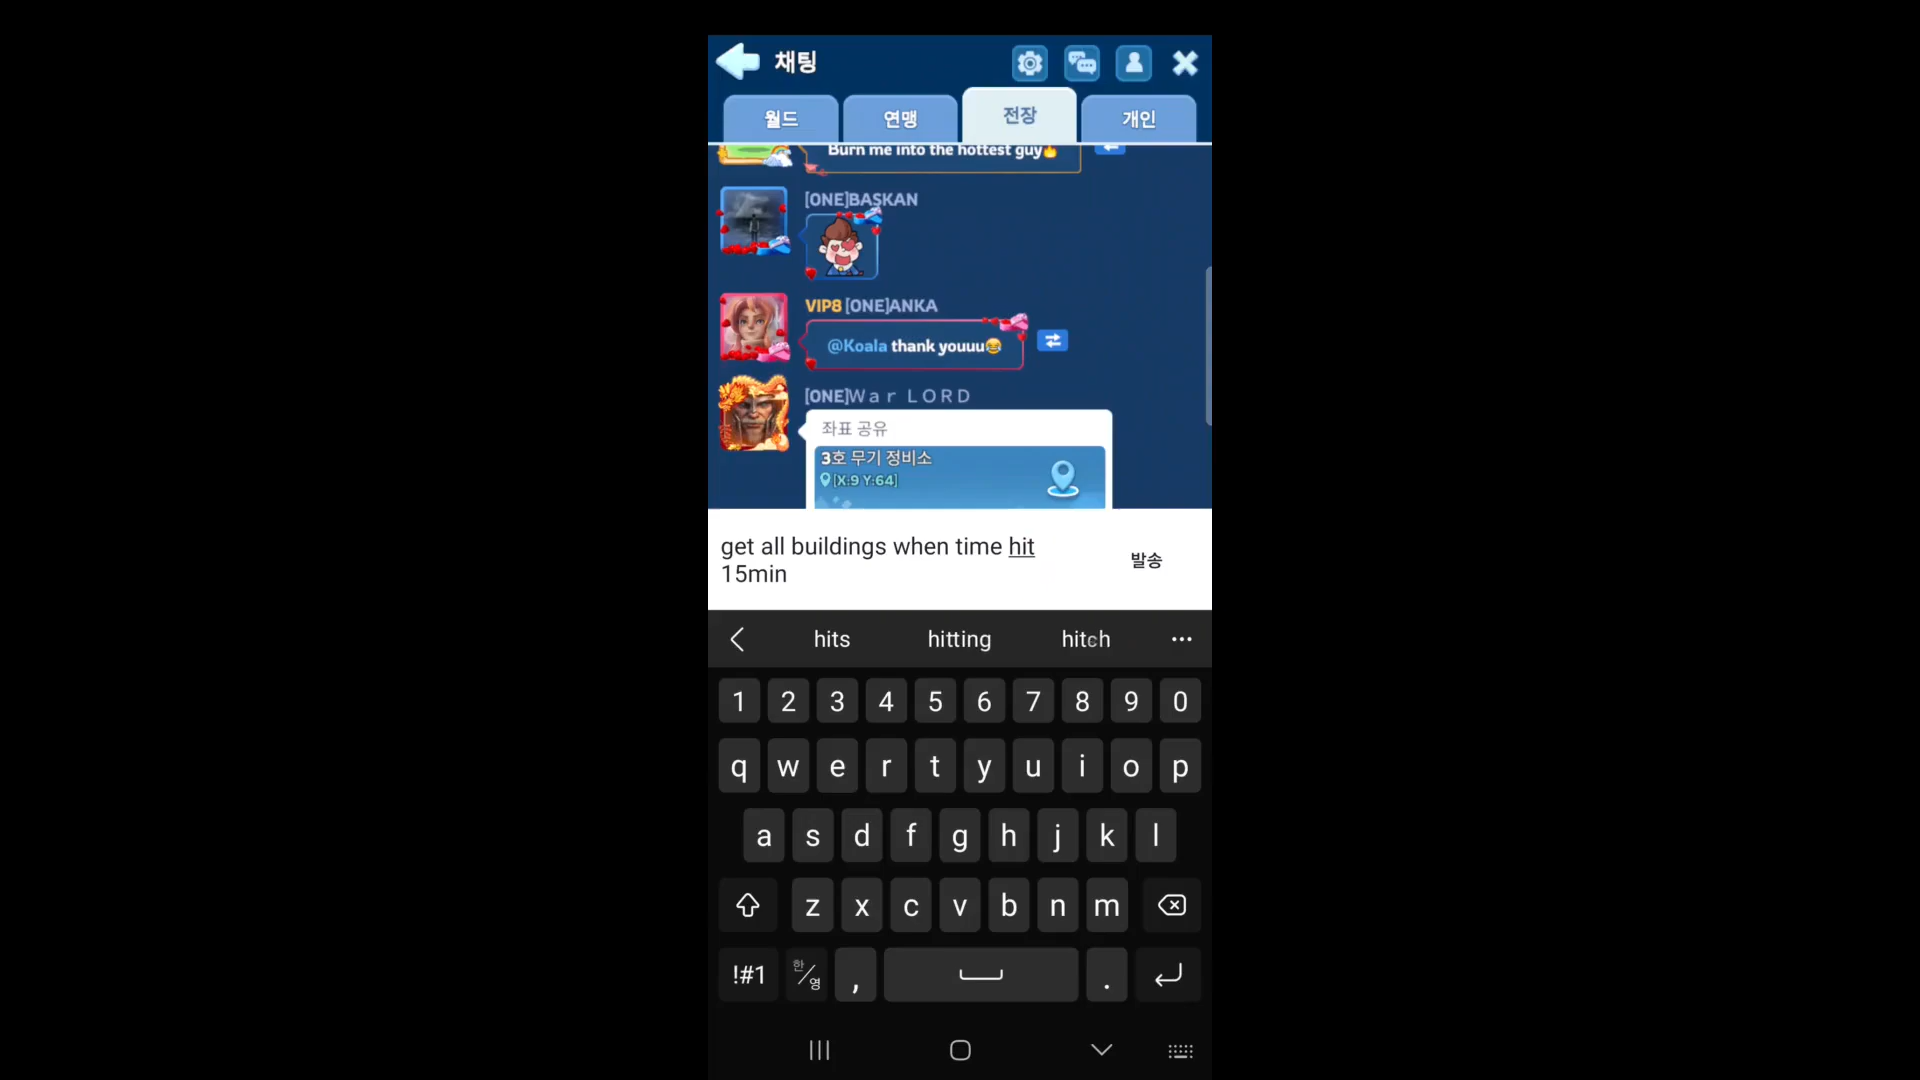 채팅
월드
연맹
전장
개인
Burn me into the hottest guy🔥
[ONE]BAŞKAN
VIP8 [ONE]ANKA
@Koala thank youuu😂
[ONE]Ｗａｒ ＬＯＲＤ
좌표 공유
3호 무기 정비소
[X:9 Y:64]
get all buildings when time hit
15min
발송
hits hitting hitch ···
1 2 3 4 5 6 7 8 9 0
q w e r t y u i o p
a s d f g h j k l
z x c v b n m
!#1 한/영 , .